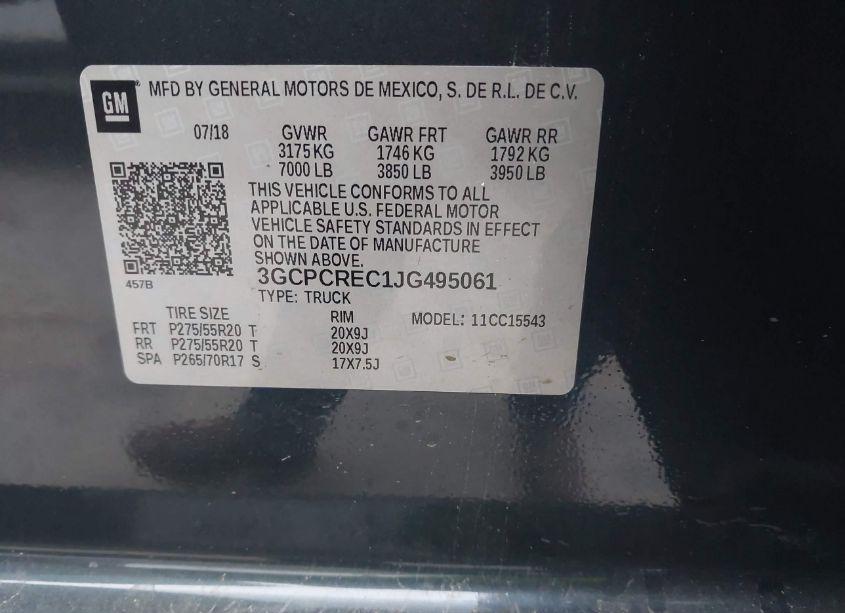 GM
MFD BY GENERAL MOTORS DE MEXICO, S. DE R.L. DE C.V.
07/18 GVWR GAWR FRT GAWR RR
3175 KG 1746 KG 1792 KG
7000 LB 3850 LB 3950 LB
THIS VEHICLE CONFORMS TO ALL
APPLICABLE U.S. FEDERAL MOTOR
VEHICLE SAFETY STANDARDS IN EFFECT
ON THE DATE OF MANUFACTURE
SHOWN ABOVE.
457B
3GCPCREC1JG495061
TYPE: TRUCK
TIRE SIZE RIM MODEL: 11CC15543
FRT P275/55R20 T 20X9J
RR P275/55R20 T 20X9J
SPA P265/70R17 S 17X7.5J